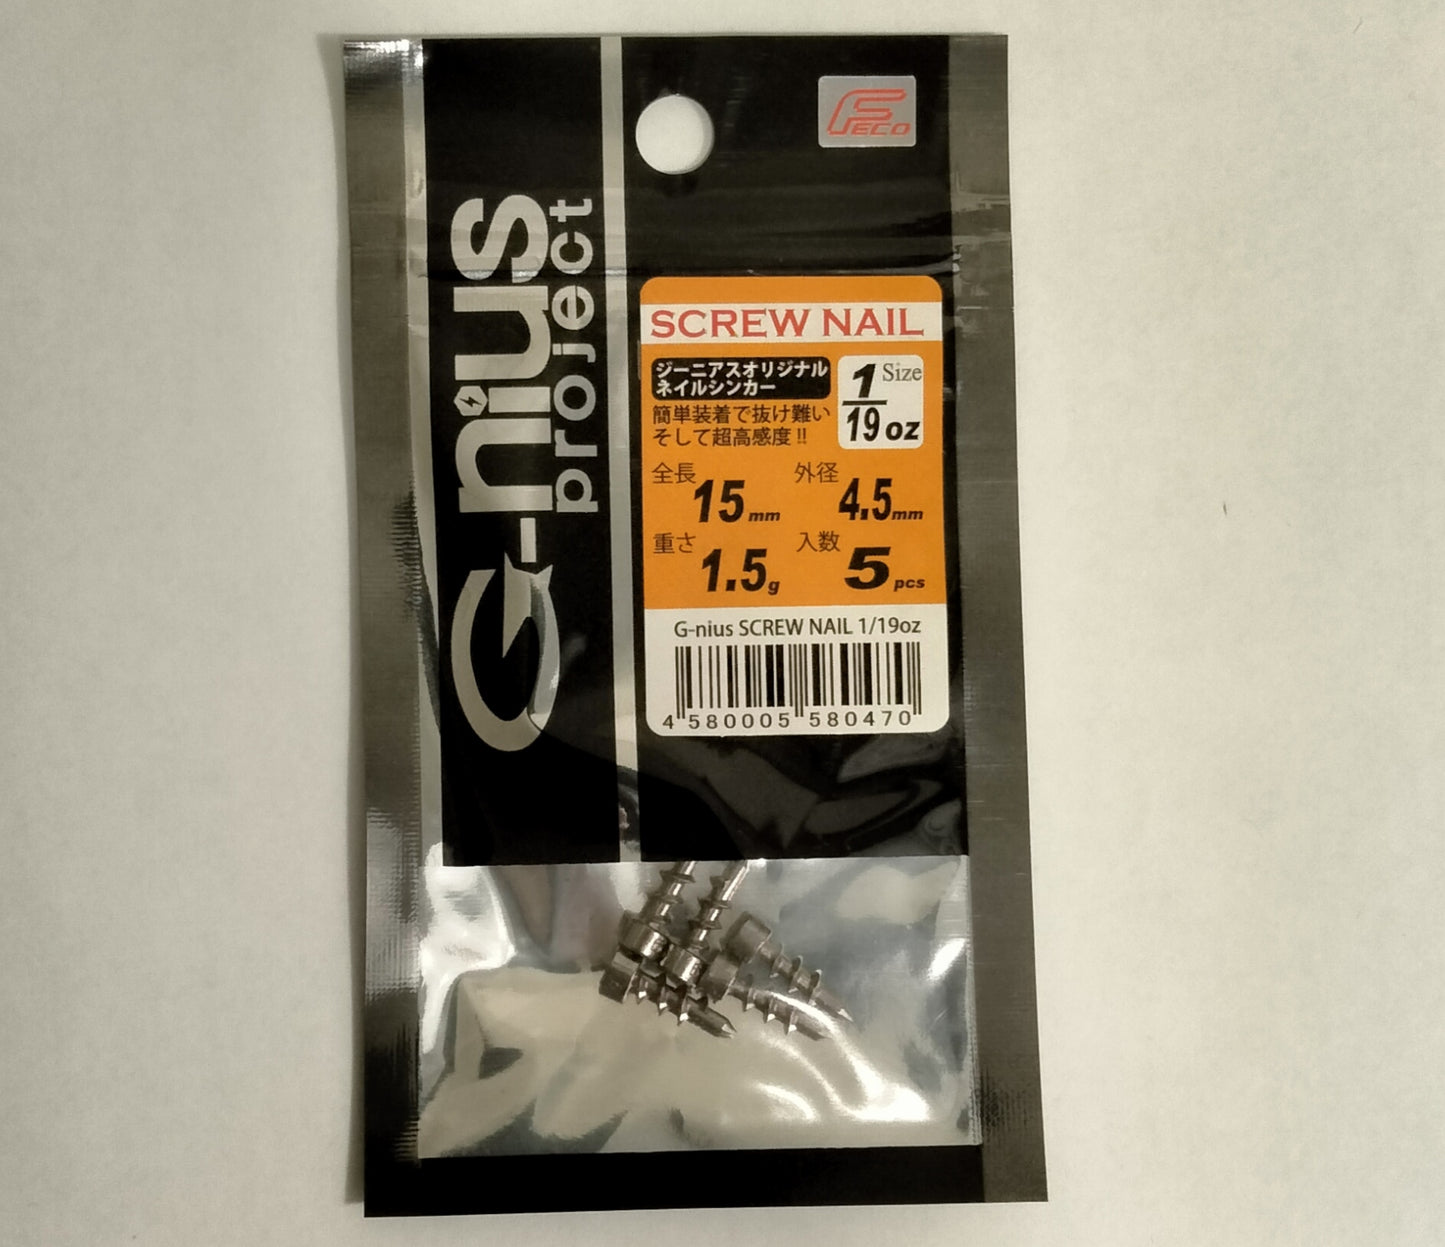 FECO
G-nius
project
SCREW NAIL
ジーニアスオリジナル
ネイルシンカー
簡単装着で抜け難い
そして超高感度!!
Size
1/19oz
全長 15mm 外径 4.5mm
重さ 1.5g 入数 5pcs
G-nius SCREW NAIL 1/19oz
4 580005 580470